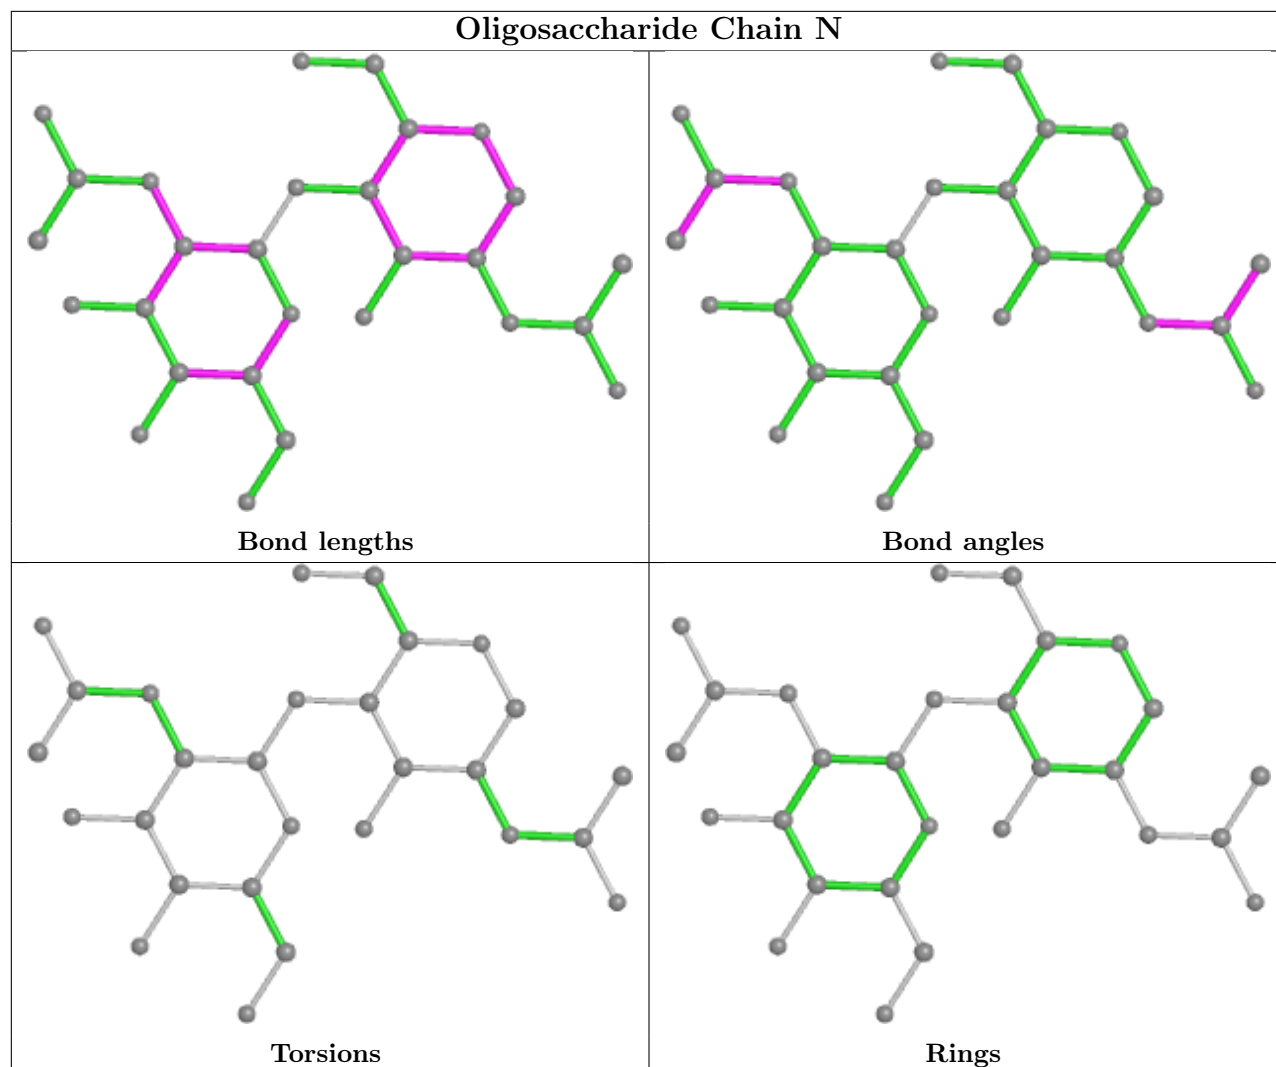 Oligosaccharide Chain N
Bond lengths
Bond angles
Torsions
Rings